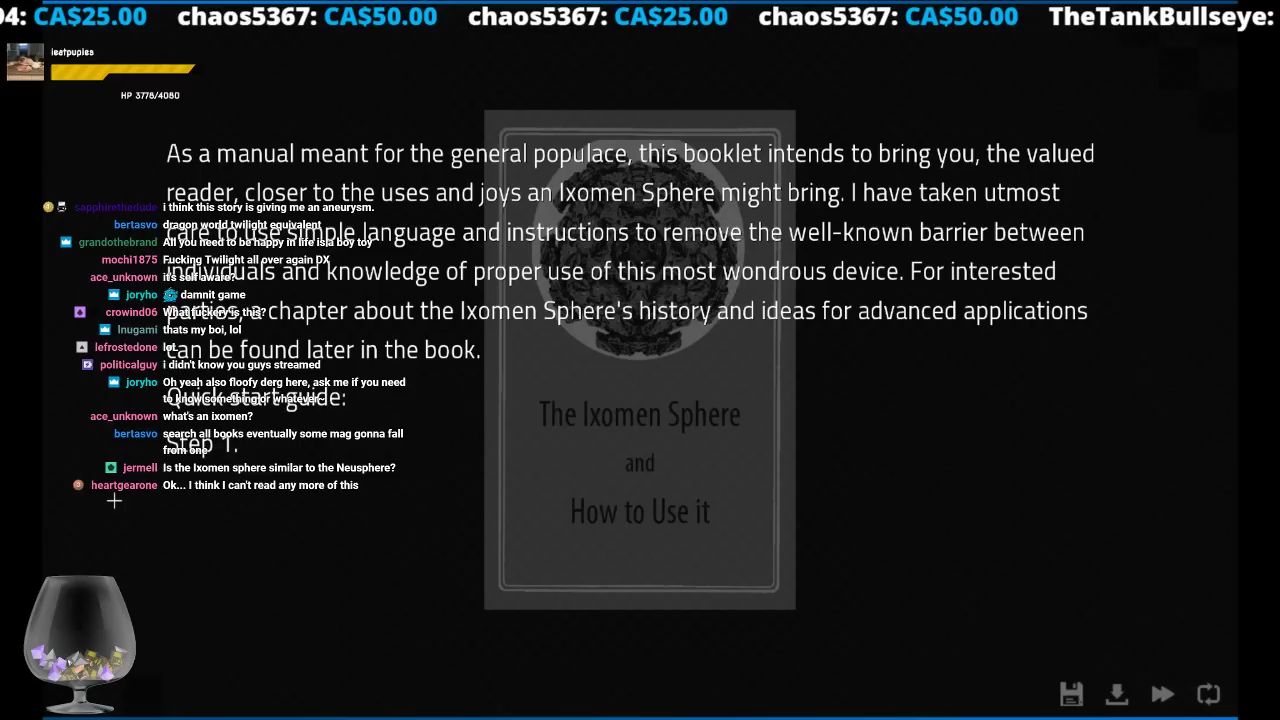 04: CA$25.00 chaos5367: CA$50.00 chaos5367: CA$25.00 chaos5367: CA$50.00 TheTankBullseye:
ieatpupies
HP 3778/4080
As a manual meant for the general populace, this booklet intends to bring you, the valued
reader, closer to the uses and joys an Ixomen Sphere might bring. I have taken utmost
care to use simple language and instructions to remove the well-known barrier between
individuals and knowledge of proper use of this most wondrous device. For interested
parties, a chapter about the Ixomen Sphere's history and ideas for advanced applications
can be found later in the book.
Quick start guide:
Step 1.
sapphirethedude i think this story is giving me an aneurysm.
bertasvo dragon world twilight equivalent
grandothebrand All you need to be happy in life is a boy toy
mochi1875 Fucking Twilight all over again DX
ace_unknown it's self aware?
joryho damnit game
crowind06 What fuckery is this?
lnugami thats my boi, lol
lefrostedone lol
politicalguy i didn't know you guys streamed
joryho Oh yeah also floofy derg here, ask me if you need
to know something or whatever
ace_unknown what's an ixomen?
bertasvo search all books eventually some mag gonna fall
from one
jermell Is the Ixomen sphere similar to the Neusphere?
heartgearone Ok... I think I can't read any more of this
The Ixomen Sphere
and
How to Use it